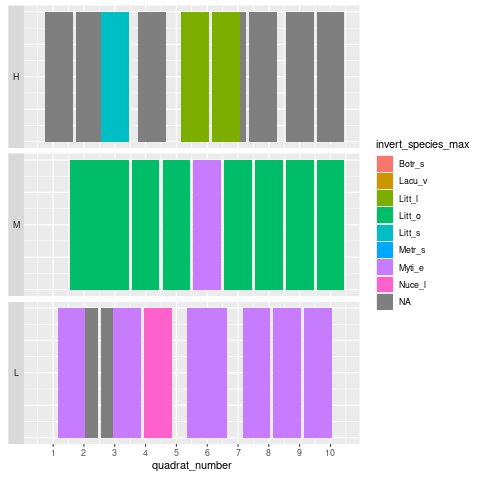 H
M
L
1 2 3 4 5 6 7 8 9 10
quadrat_number
invert_species_max
Botr_s
Lacu_v
Litt_l
Litt_o
Litt_s
Metr_s
Myti_e
Nuce_l
NA